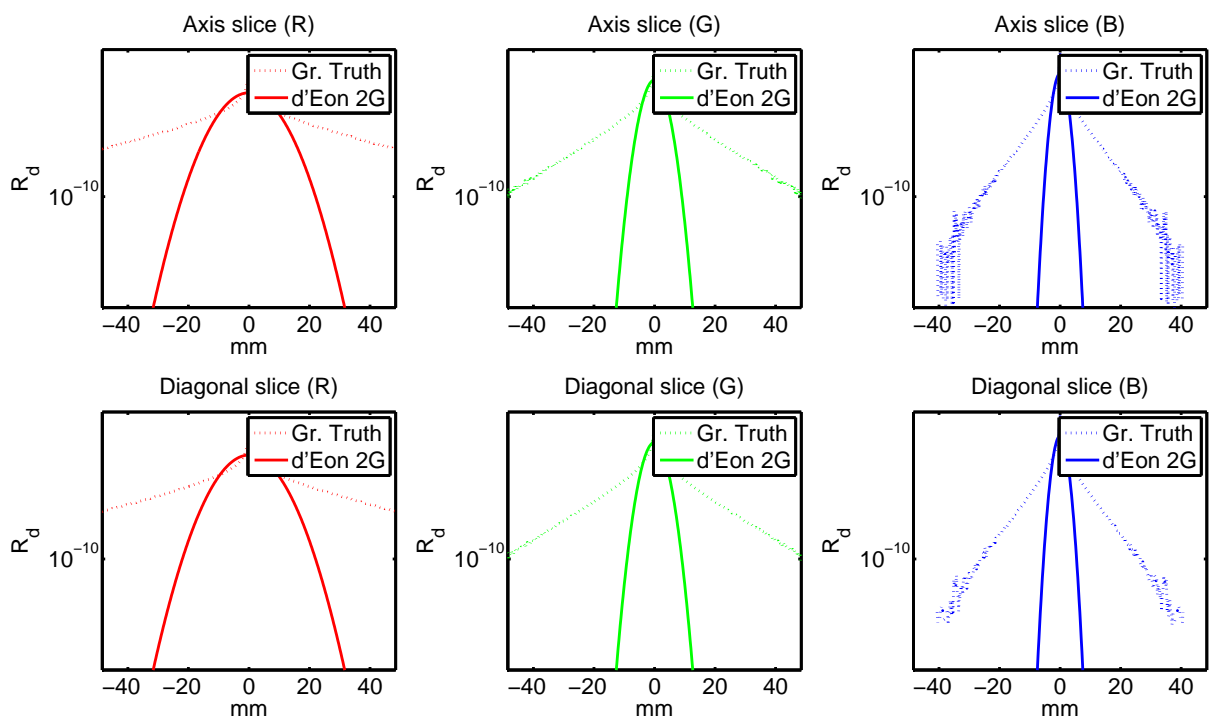 Axis slice (R)
Gr. Truth
d'Eon 2G
R_d
10^−10
−40 −20 0 20 40
mm
Axis slice (G)
Gr. Truth
d'Eon 2G
R_d
10^−10
−40 −20 0 20 40
mm
Axis slice (B)
Gr. Truth
d'Eon 2G
R_d
10^−10
−40 −20 0 20 40
mm
Diagonal slice (R)
Gr. Truth
d'Eon 2G
R_d
10^−10
−40 −20 0 20 40
mm
Diagonal slice (G)
Gr. Truth
d'Eon 2G
R_d
10^−10
−40 −20 0 20 40
mm
Diagonal slice (B)
Gr. Truth
d'Eon 2G
R_d
10^−10
−40 −20 0 20 40
mm